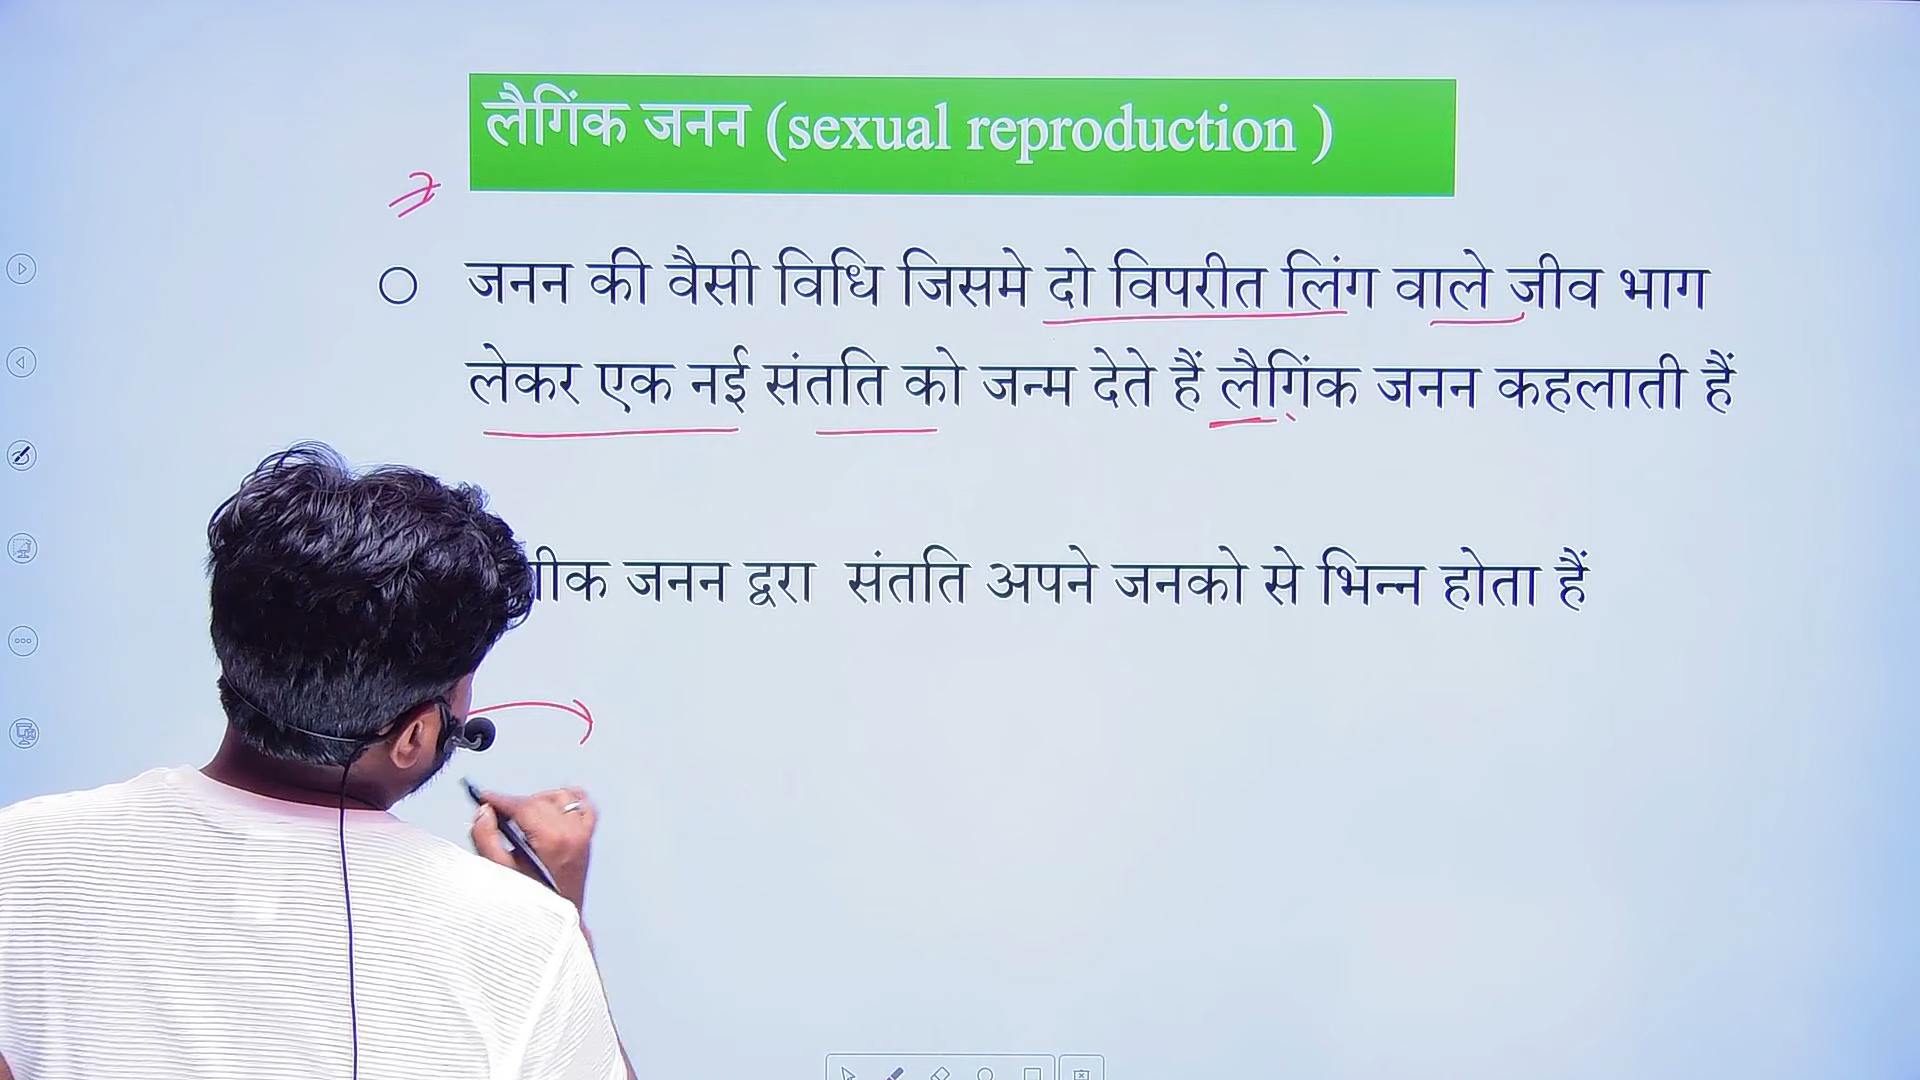 लैगिंक जनन (sexual reproduction )
जनन की वैसी विधि जिसमे दो विपरीत लिंग वाले जीव भाग
लेकर एक नई संतति को जन्म देते हैं लैगिंक जनन कहलाती हैं
जनन द्वरा संतति अपने जनको से भिन्न होता हैं